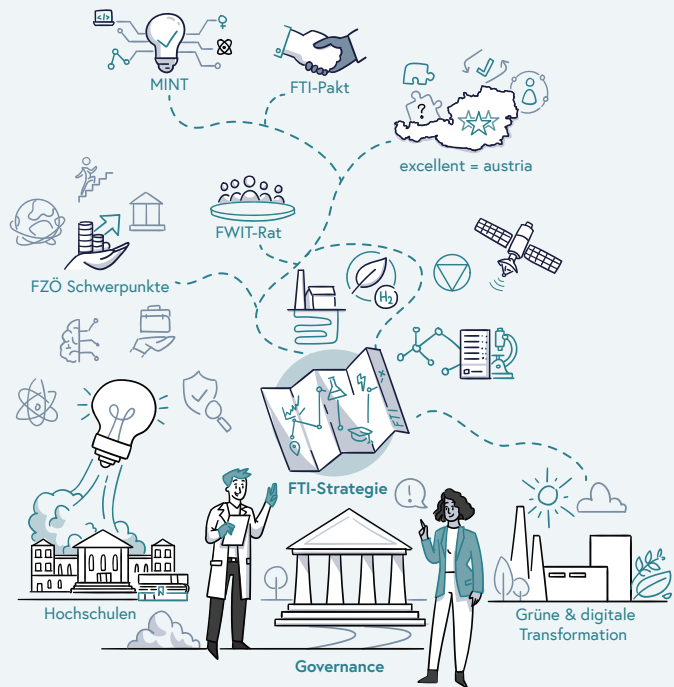 </>
MINT
FTI-Pakt
?
excellent = austria
FWIT-Rat
FZÖ Schwerpunkte
H₂
FTI
FTI-Strategie
!
Hochschulen
Grüne & digitale
Transformation
Governance